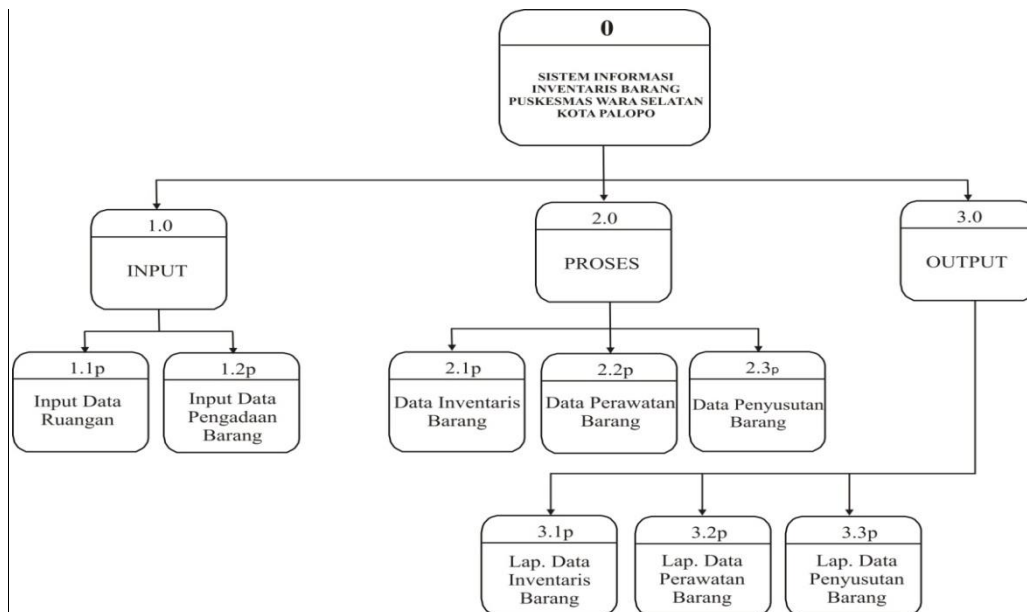 0
SISTEM INFORMASI
INVENTARIS BARANG
PUSKESMAS WARA SELATAN
KOTA PALOPO
1.0
INPUT
2.0
PROSES
3.0
OUTPUT
1.1p
Input Data
Ruangan
1.2p
Input Data
Pengadaan
Barang
2.1p
Data Inventaris
Barang
2.2p
Data Perawatan
Barang
2.3p
Data Penyusutan
Barang
3.1p
Lap. Data
Inventaris
Barang
3.2p
Lap. Data
Perawatan
Barang
3.3p
Lap. Data
Penyusutan
Barang